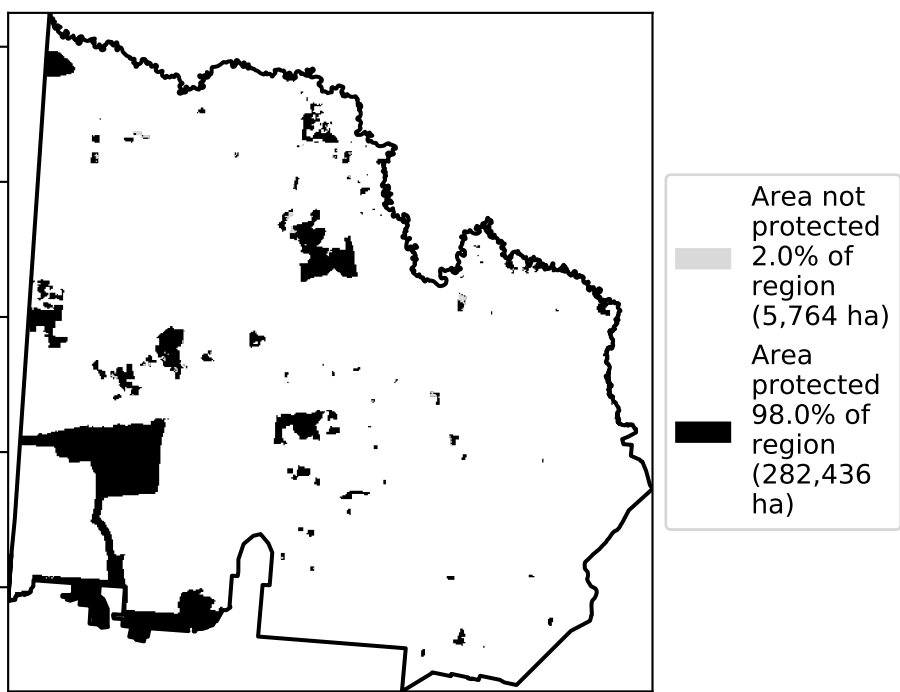 Area not
protected
2.0% of
region
(5,764 ha)
Area
protected
98.0% of
region
(282,436
ha)